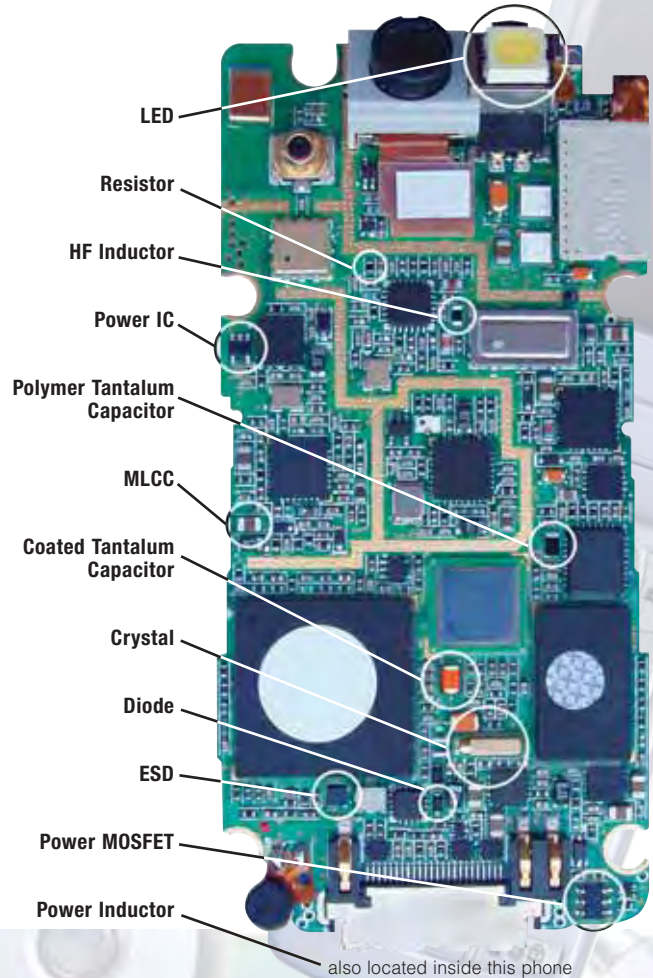 LED
Resistor
HF Inductor
Power IC
Polymer Tantalum
Capacitor
MLCC
Coated Tantalum
Capacitor
Crystal
Diode
ESD
Power MOSFET
Power Inductor
also located inside this phone